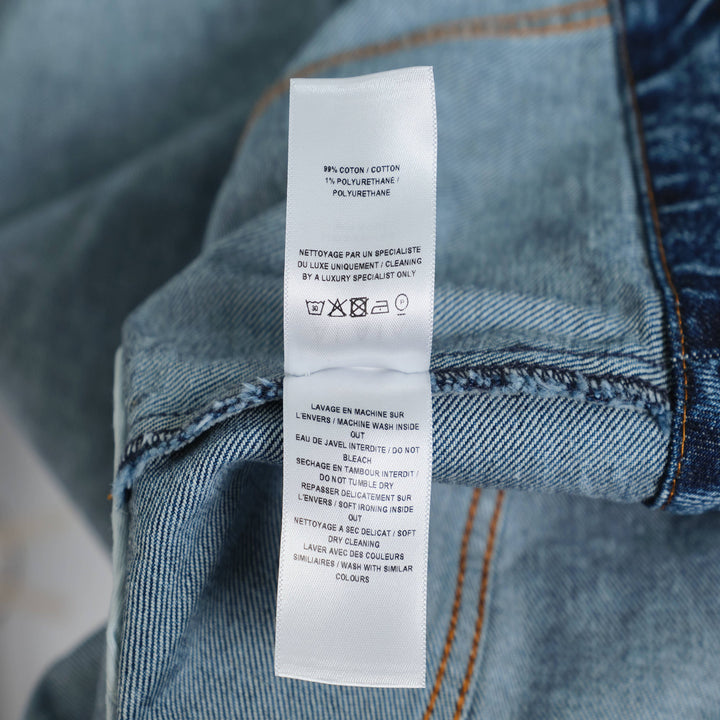 99% COTON / COTTON
1% POLYURETHANE /
POLYURETHANE
NETTOYAGE PAR UN SPECIALISTE
DU LUXE UNIQUEMENT / CLEANING
BY A LUXURY SPECIALIST ONLY
30 P
LAVAGE EN MACHINE SUR
L'ENVERS / MACHINE WASH INSIDE
OUT
EAU DE JAVEL INTERDITE / DO NOT
BLEACH
SECHAGE EN TAMBOUR INTERDIT /
DO NOT TUMBLE DRY
REPASSER DELICATEMENT SUR
L'ENVERS / SOFT IRONING INSIDE
OUT
NETTOYAGE A SEC DELICAT / SOFT
DRY CLEANING
LAVER AVEC DES COULEURS
SIMILIAIRES / WASH WITH SIMILAR
COLOURS